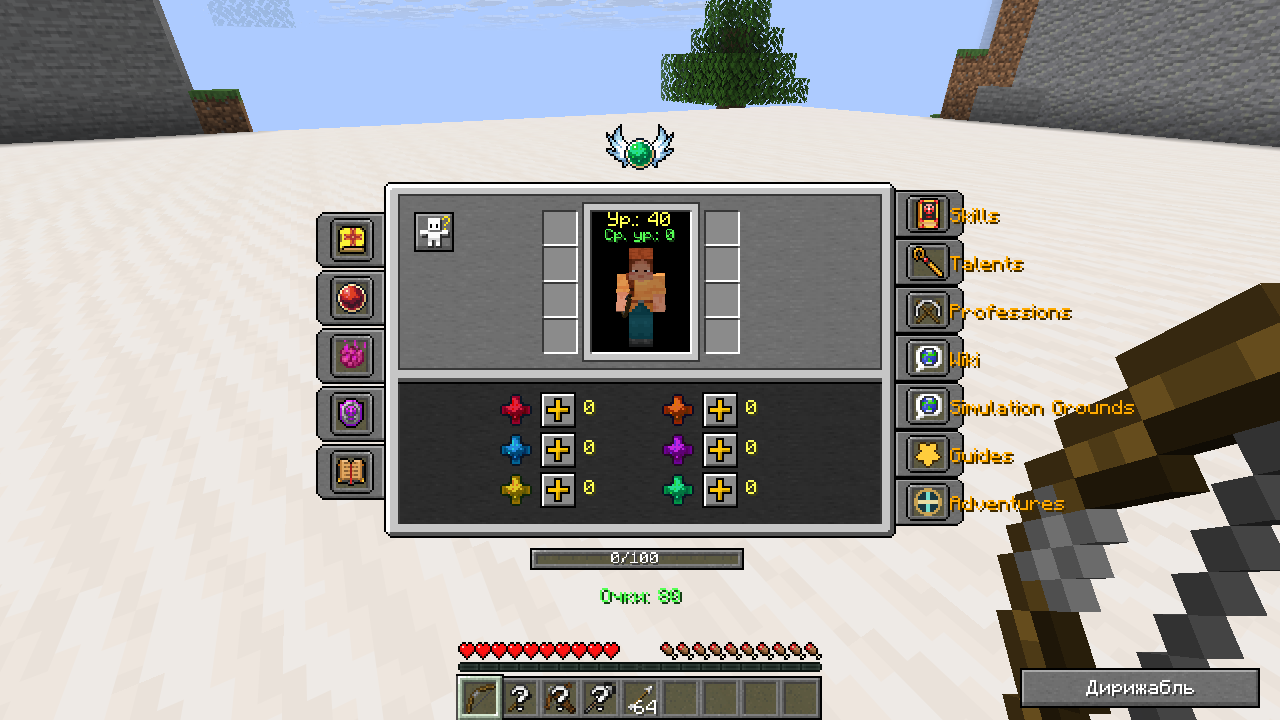 Ур.: 40
Ср. ур.: 0
Skills
Talents
Professions
Wiki
Simulation Grounds
Guides
Adventures
0 0
0 0
0 0
0/100
Очки: 80
64
Дирижабль